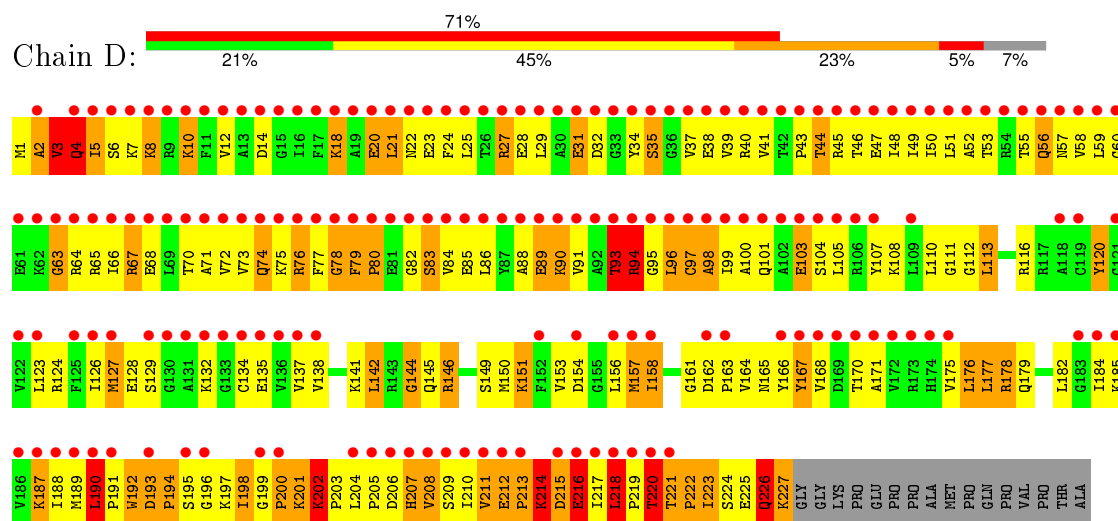 Chain D:
71%
21% 45% 23% 5% 7%
M1 A2 V3 Q4 I5 S6 K7 K8 R9 K10 F11 V12 A13 D14 G15 I16 F17 K18 A19 E20 L21 N22 E23 F24 L25 T26 R27 E28 L29 A30 E31 D32 G33 Y34 S35 G36 V37 E38 V39 R40 V41 T42 P43 T44 R45 T46 E47 I48 I49 I50 L51 A52 T53 R54 T55 Q56 N57 V58 L59 G60
E61 K62 G63 R64 R65 I66 R67 E68 L69 T70 A71 V72 V73 Q74 K75 R76 F77 G78 F79 P80 E81 G82 S83 V84 E85 L86 Y87 A88 E89 K90 V91 A92 T93 R94 G95 L96 C97 A98 I99 A100 Q101 A102 E103 S104 L105 R106 Y107 K108 L109 L110 G111 G112 L113 R116 R117 A118 C119 Y120 G121
V122 L123 R124 F125 I126 M127 E128 S129 G130 A131 K132 G133 C134 E135 V136 V137 V138 K141 L142 R143 G144 Q145 R146 S149 M150 K151 F152 V153 D154 G155 L156 M157 I158 G161 D162 P163 V164 N165 Y166 Y167 V168 D169 T170 A171 V172 R173 H174 V175 L176 L177 R178 Q179 L182 G183 I184 K185
V186 K187 I188 M189 L190 P191 W192 D193 P194 S195 G196 K197 I198 G199 P200 K201 K202 P203 L204 P205 D206 H207 V208 S209 I210 V211 E212 P213 K214 D215 E216 I217 L218 P219 T220 T221 P222 I223 S224 E225 Q226 K227 GLY GLY LYS PRO GLU PRO PRO ALA MET PRO GLN PRO VAL PRO THR ALA